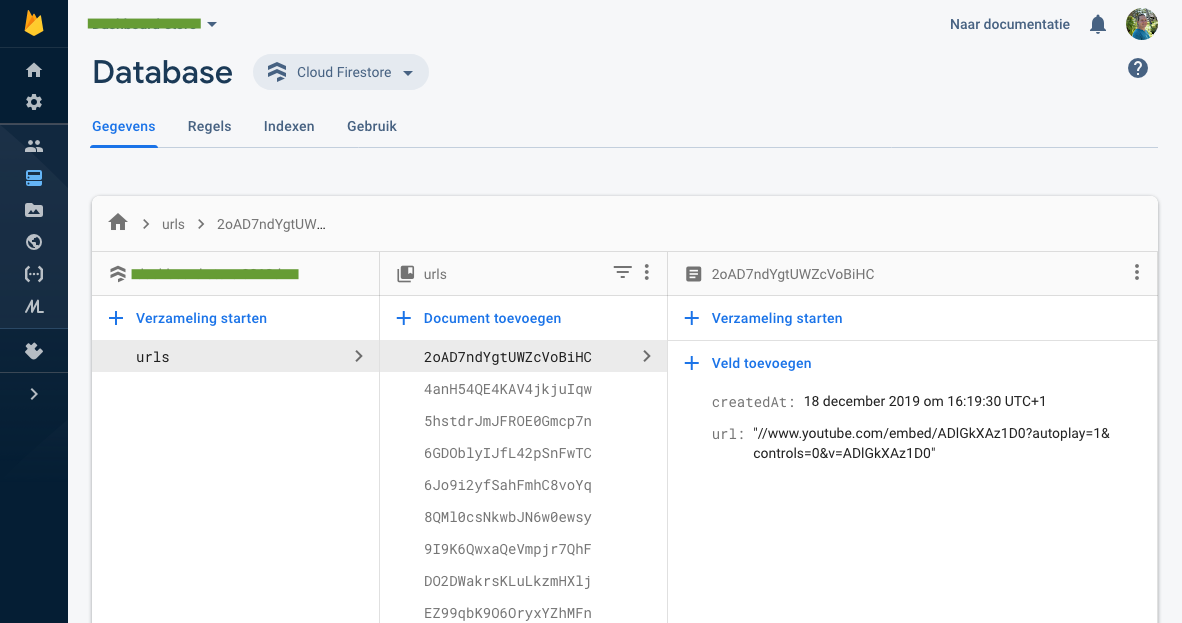 Naar documentatie
Database
Cloud Firestore
Gegevens
Regels
Indexen
Gebruik
urls
2oAD7ndYgtUW…
urls
2oAD7ndYgtUWZcVoBiHC
Verzameling starten
Document toevoegen
Verzameling starten
urls
2oAD7ndYgtUWZcVoBiHC
4anH54QE4KAV4jkjuIqw
5hstdrJmJFROE0Gmcp7n
6GDOblyIJfL42pSnFwTC
6Jo9i2yfSahFmhC8voYq
8QMl0csNkwbJN6w0ewsy
9I9K6QwxaQeVmpjr7QhF
DO2DWakrsKLuLkzmHXlj
EZ99qbK9O6OryxYZhMFn
Veld toevoegen
createdAt: 18 december 2019 om 16:19:30 UTC+1
url: "//www.youtube.com/embed/ADlGkXAz1D0?autoplay=1&
controls=0&v=ADlGkXAz1D0"